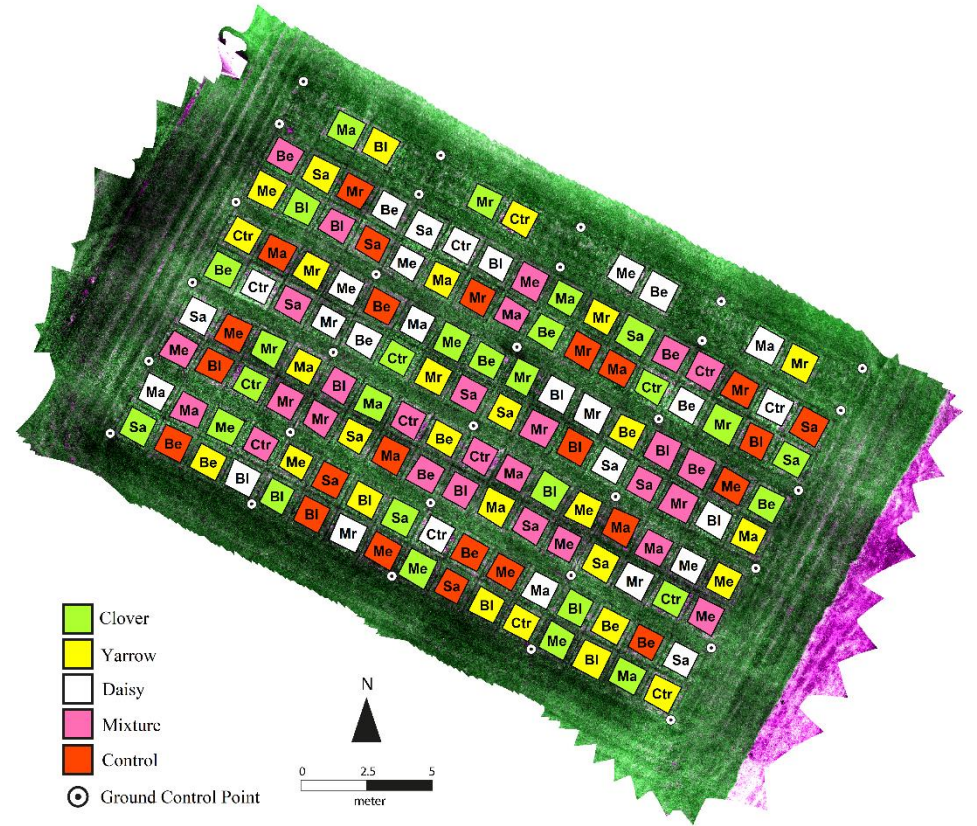 Ma Bl Mr Ctr Me Be Ma Mr
Be Sa Mr Be Sa Ctr Bl Me Ma Mr Sa Be Ctr Mr Ctr Sa
Me Bl Bl Sa Me Ma Mr Ma Be Mr Ma Ctr Be Mr Bl Sa
Ctr Ma Mr Me Be Ma Me Be Mr Bl Mr Be Bl Be Me Be
Be Ctr Sa Mr Be Ctr Mr Sa Sa Mr Bl Sa Sa Mr Bl Ma
Sa Me Mr Ma Bl Ma Ctr Be Ctr Ma Bl Me Ma Ma Me Me
Me Bl Ctr Mr Mr Sa Ma Be Bl Ma Sa Me Sa Mr Ctr Me
Ma Ma Me Ctr Me Sa Bl Sa Ctr Be Me Ma Bl Be Be Sa
Sa Be Be Bl Bl Bl Mr Me Me Sa Bl Ctr Me Bl Ma Ctr
Clover
Yarrow
Daisy
Mixture
Control
Ground Control Point
N
0 2.5 5
meter